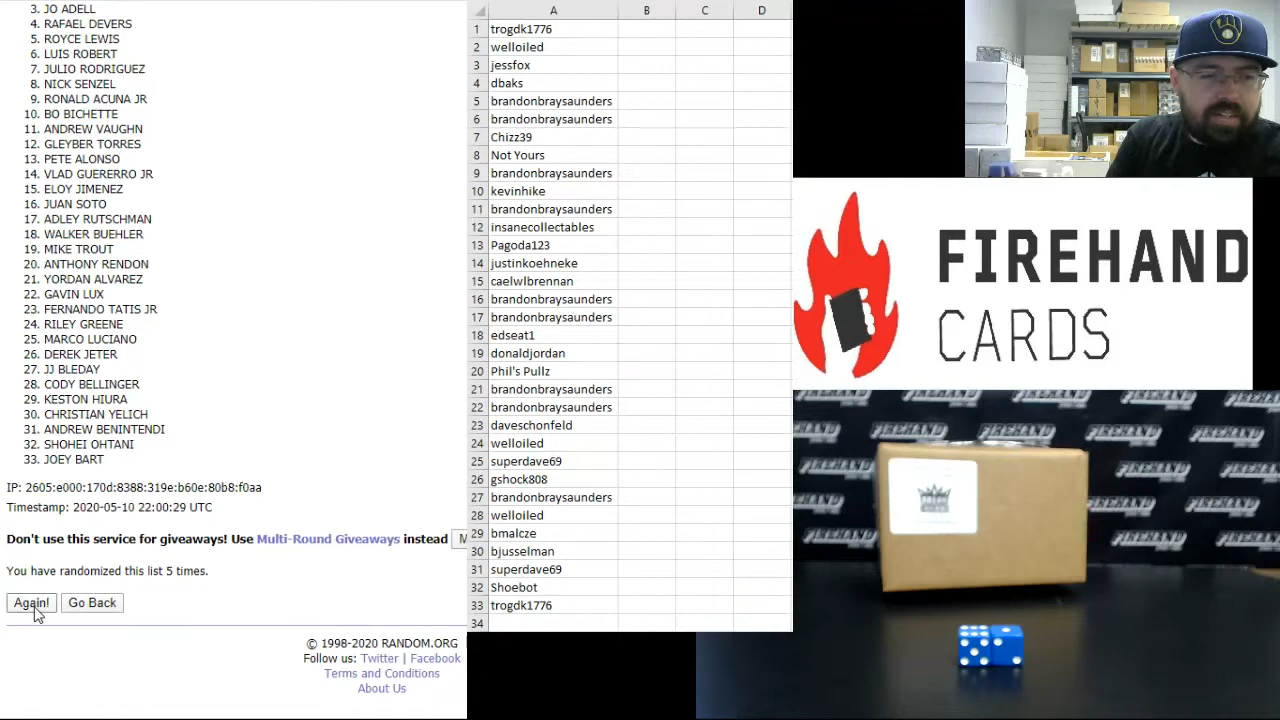 3. JO ADELL
4. RAFAEL DEVERS
5. ROYCE LEWIS
6. LUIS ROBERT
7. JULIO RODRIGUEZ
8. NICK SENZEL
9. RONALD ACUNA JR
10. BO BICHETTE
11. ANDREW VAUGHN
12. GLEYBER TORRES
13. PETE ALONSO
14. VLAD GUERERRO JR
15. ELOY JIMENEZ
16. JUAN SOTO
17. ADLEY RUTSCHMAN
18. WALKER BUEHLER
19. MIKE TROUT
20. ANTHONY RENDON
21. YORDAN ALVAREZ
22. GAVIN LUX
23. FERNANDO TATIS JR
24. RILEY GREENE
25. MARCO LUCIANO
26. DEREK JETER
27. JJ BLEDAY
28. CODY BELLINGER
29. KESTON HIURA
30. CHRISTIAN YELICH
31. ANDREW BENINTENDI
32. SHOHEI OHTANI
33. JOEY BART
IP: 2605:e000:170d:8388:319e:b60e:80b8:f0aa
Timestamp: 2020-05-10 22:00:29 UTC
Don't use this service for giveaways! Use Multi-Round Giveaways instead
You have randomized this list 5 times.
Again! Go Back
© 1998-2020 RANDOM.ORG
Follow us: Twitter | Facebook
Terms and Conditions
About Us
A B C D
1 trogdk1776
2 welloiled
3 jessfox
4 dbaks
5 brandonbraysaunders
6 brandonbraysaunders
7 Chizz39
8 Not Yours
9 brandonbraysaunders
10 kevinhike
11 brandonbraysaunders
12 insanecollectables
13 Pagoda123
14 justinkoehneke
15 caelwlbrennan
16 brandonbraysaunders
17 brandonbraysaunders
18 edseat1
19 donaldjordan
20 Phil's Pullz
21 brandonbraysaunders
22 brandonbraysaunders
23 daveschonfeld
24 welloiled
25 superdave69
26 gshock808
27 brandonbraysaunders
28 welloiled
29 bmalcze
30 bjusselman
31 superdave69
32 Shoebot
33 trogdk1776
34
FIREHAND
CARDS
FIREHAND
FIREHAND
FIREHAND